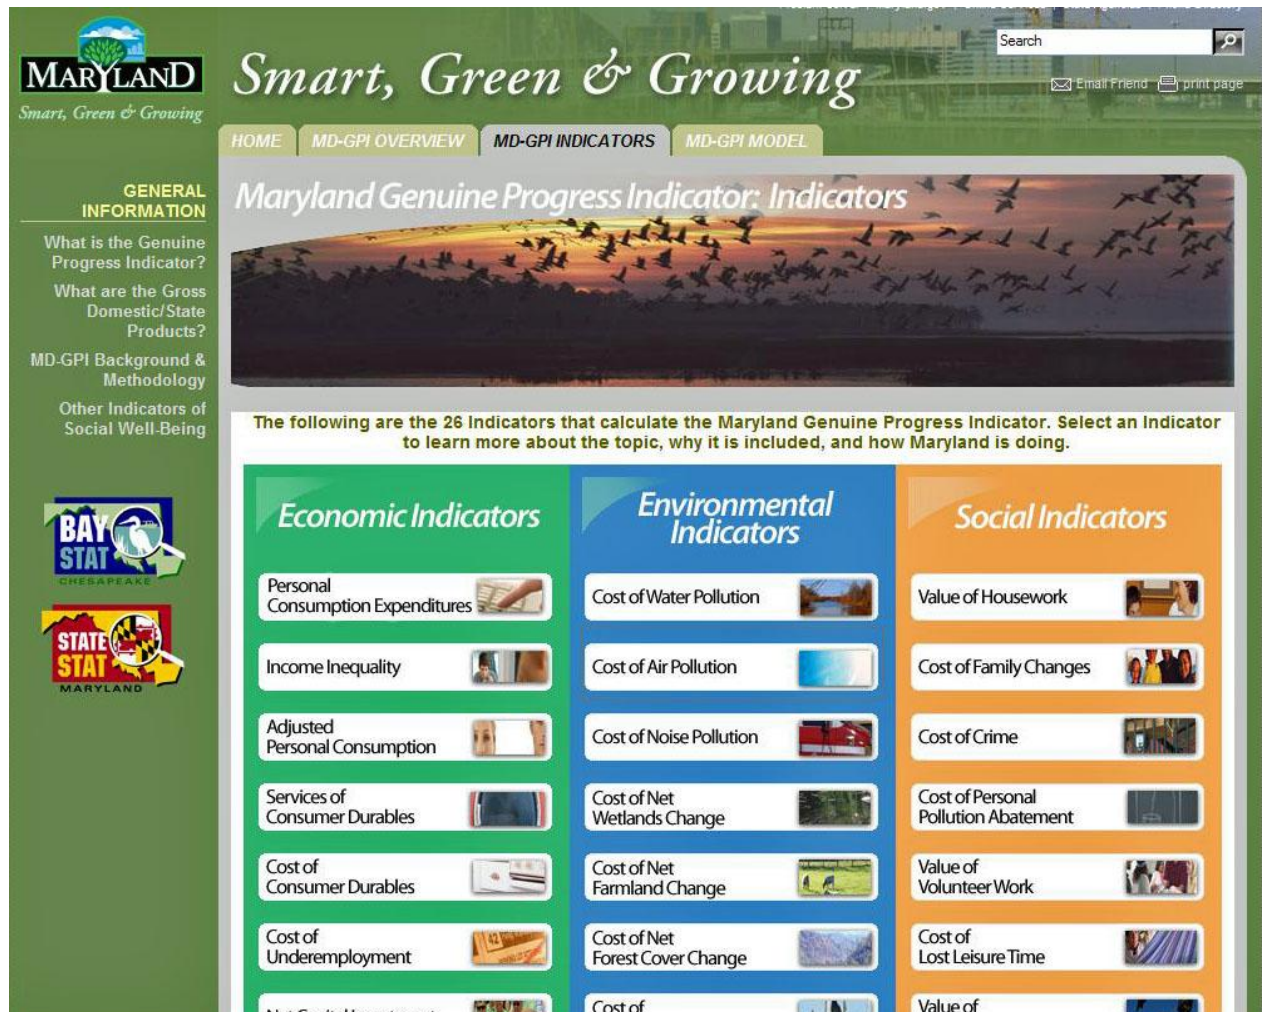 MARYLAND
Smart, Green & Growing
Smart, Green & Growing
Search
Email Friend print page
HOME MD-GPI OVERVIEW MD-GPI INDICATORS MD-GPI MODEL
GENERAL
INFORMATION
What is the Genuine
Progress Indicator?
What are the Gross
Domestic/State
Products?
MD-GPI Background &
Methodology
Other Indicators of
Social Well-Being
BAY
STAT
CHESAPEAKE
STATE
STAT
MARYLAND
Maryland Genuine Progress Indicator: Indicators
The following are the 26 Indicators that calculate the Maryland Genuine Progress Indicator. Select an Indicator
to learn more about the topic, why it is included, and how Maryland is doing.
Economic Indicators
Personal
Consumption Expenditures
Income Inequality
Adjusted
Personal Consumption
Services of
Consumer Durables
Cost of
Consumer Durables
Cost of
Underemployment
Environmental
Indicators
Cost of Water Pollution
Cost of Air Pollution
Cost of Noise Pollution
Cost of Net
Wetlands Change
Cost of Net
Farmland Change
Cost of Net
Forest Cover Change
Cost of
Social Indicators
Value of Housework
Cost of Family Changes
Cost of Crime
Cost of Personal
Pollution Abatement
Value of
Volunteer Work
Cost of
Lost Leisure Time
Value of